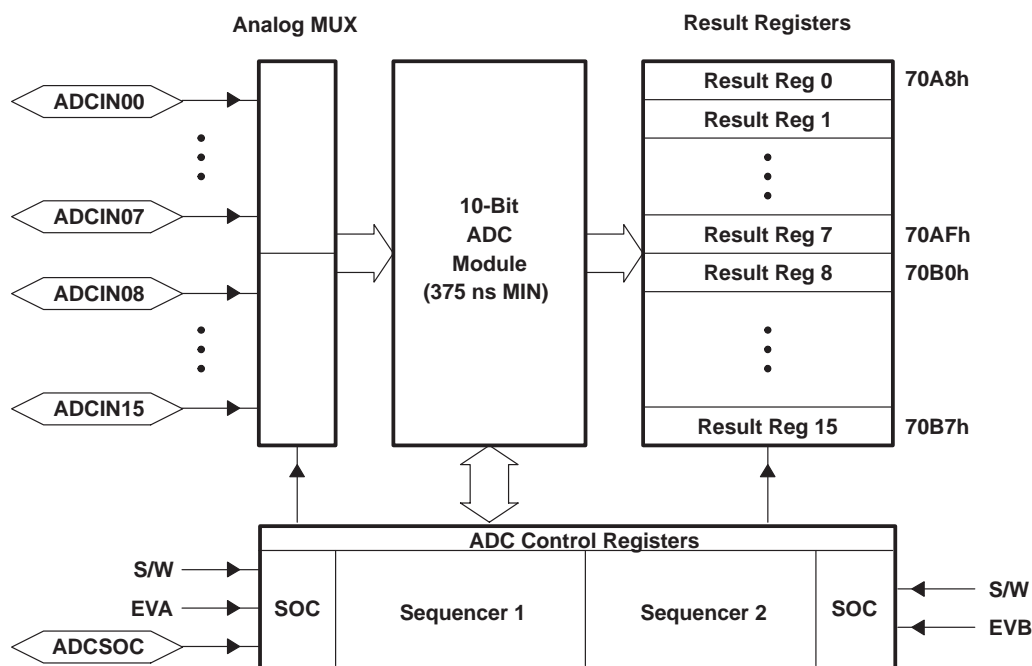 Analog MUX
Result Registers
ADCIN00
ADCIN07
ADCIN08
ADCIN15
10-Bit
ADC
Module
(375 ns MIN)
Result Reg 0
70A8h
Result Reg 1
Result Reg 7
70AFh
Result Reg 8
70B0h
Result Reg 15
70B7h
ADC Control Registers
S/W
EVA
ADCSOC
SOC
Sequencer 1
Sequencer 2
SOC
S/W
EVB